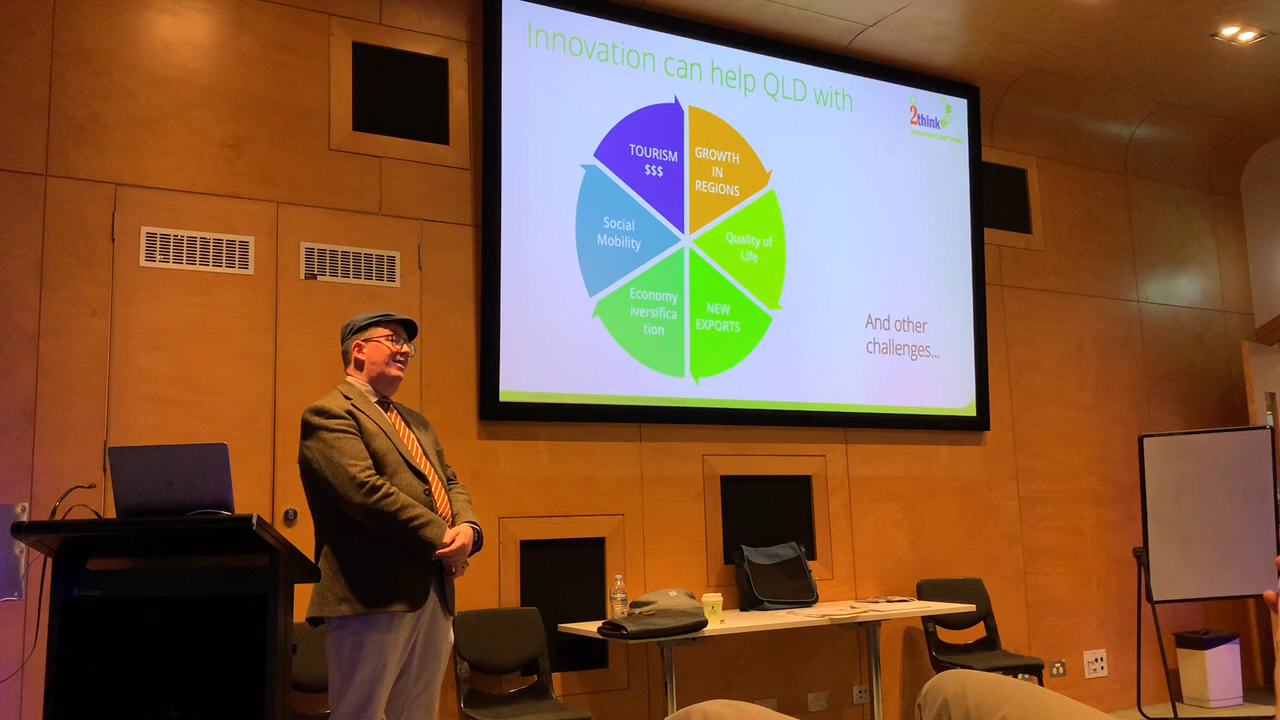 Innovation can help QLD with
2think
TOURISM
$$$
GROWTH
IN
REGIONS
Social
Mobility
Quality of
Life
Economy
iversifica
tion
NEW
EXPORTS
And other
challenges...